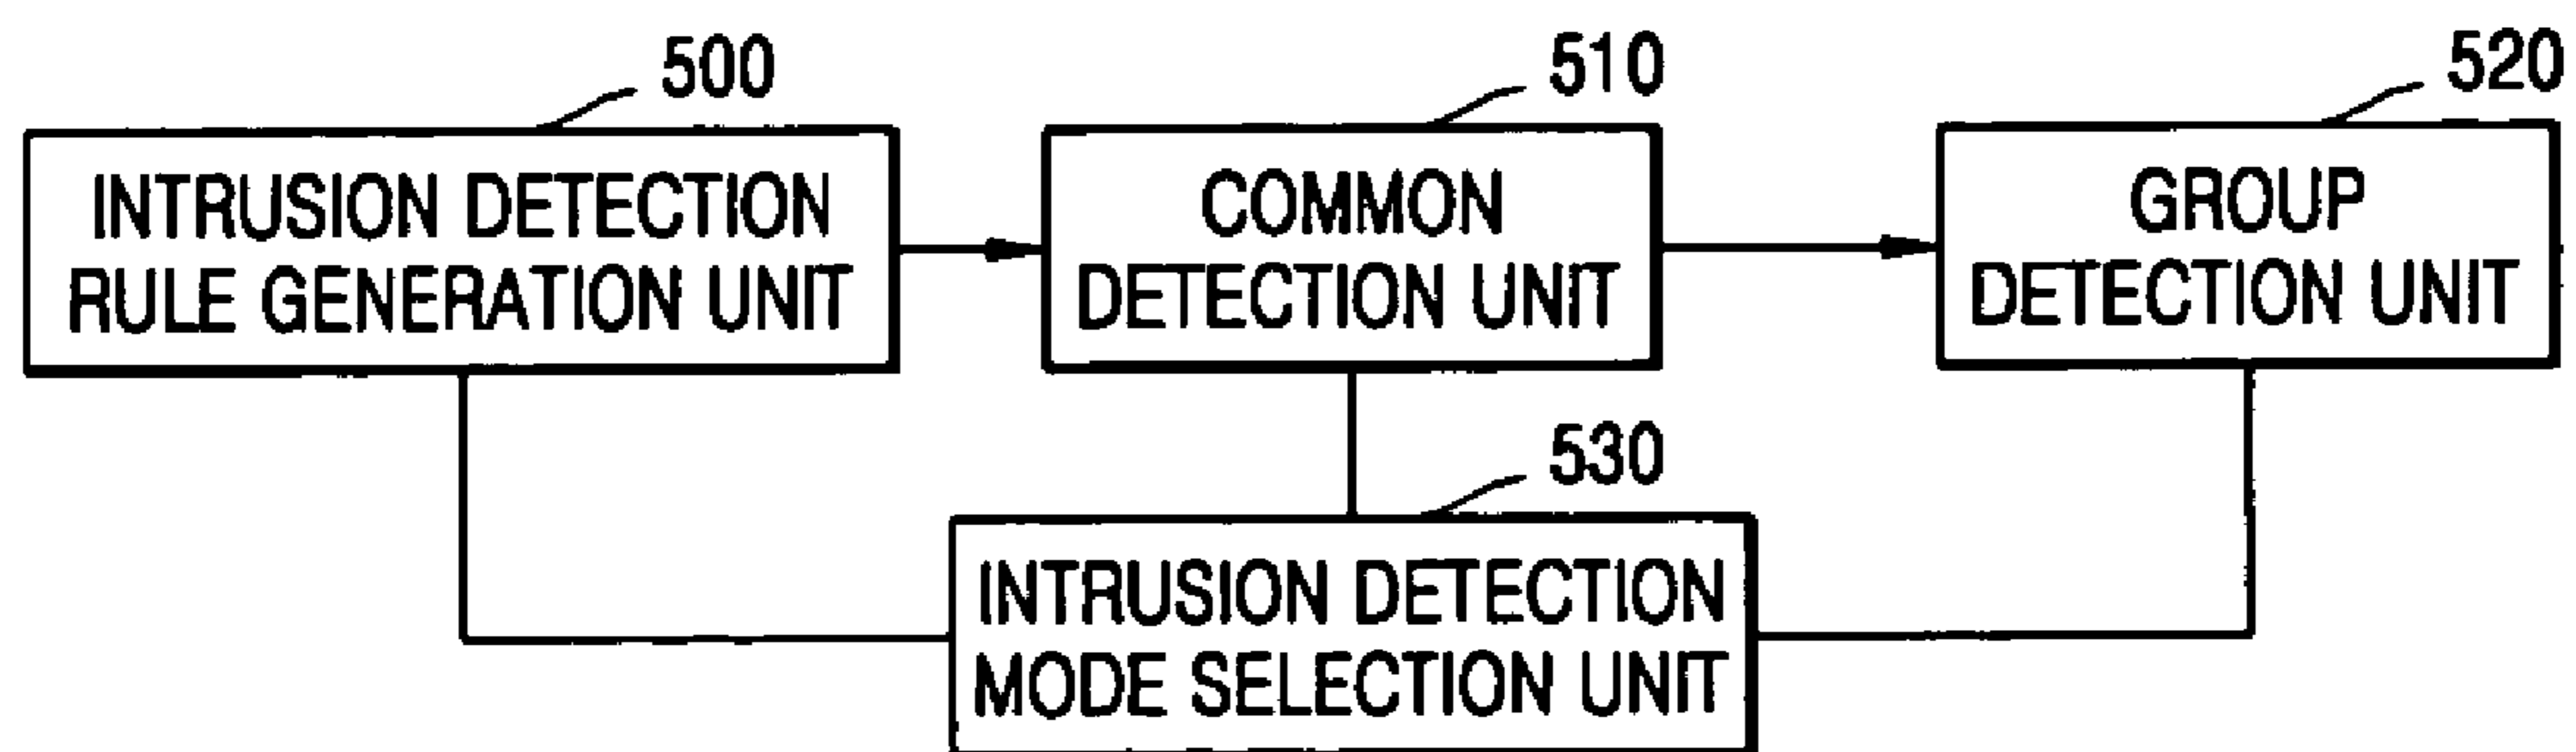 500
INTRUSION DETECTION
RULE GENERATION UNIT
510
COMMON
DETECTION UNIT
520
GROUP
DETECTION UNIT
530
INTRUSION DETECTION
MODE SELECTION UNIT